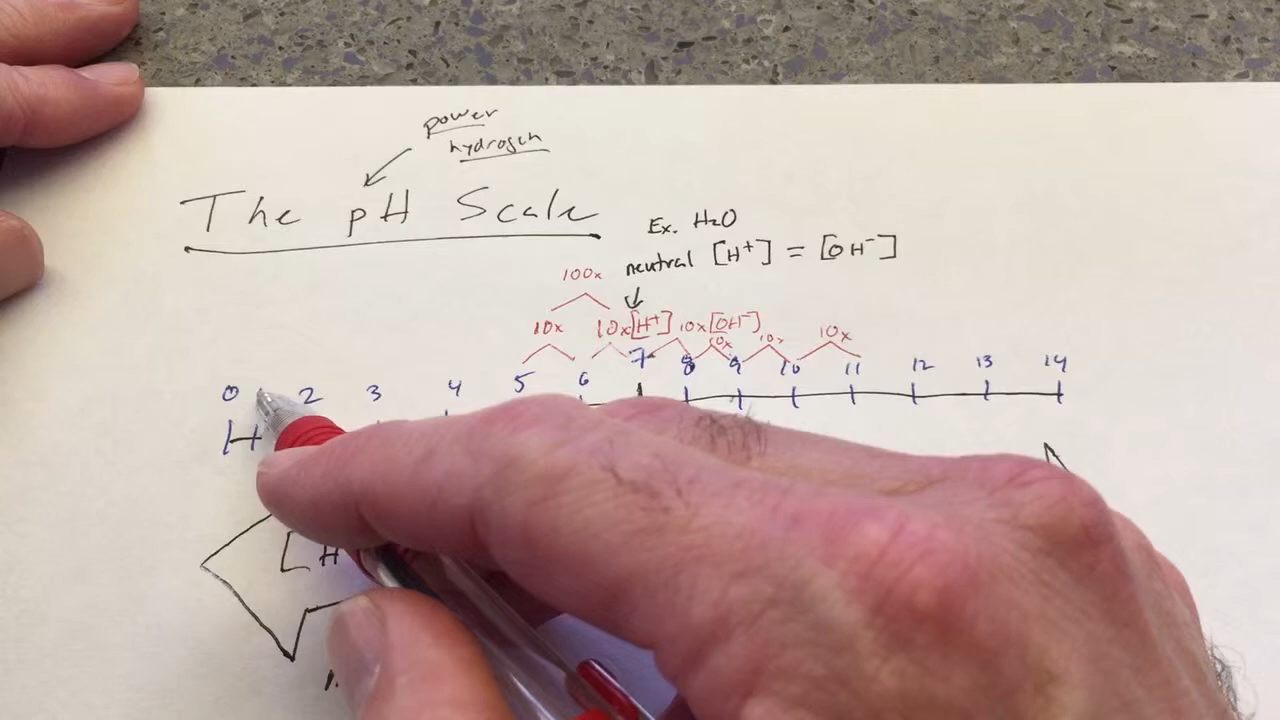 power
hydrogen
The pH Scale
Ex. H₂O
neutral [H⁺] = [OH⁻]
100x
10x 10x [H⁺] 10x [OH⁻] 10x 10x 10x
0 2 3 4 5 6 7 8 9 10 11 12 13 14
[H